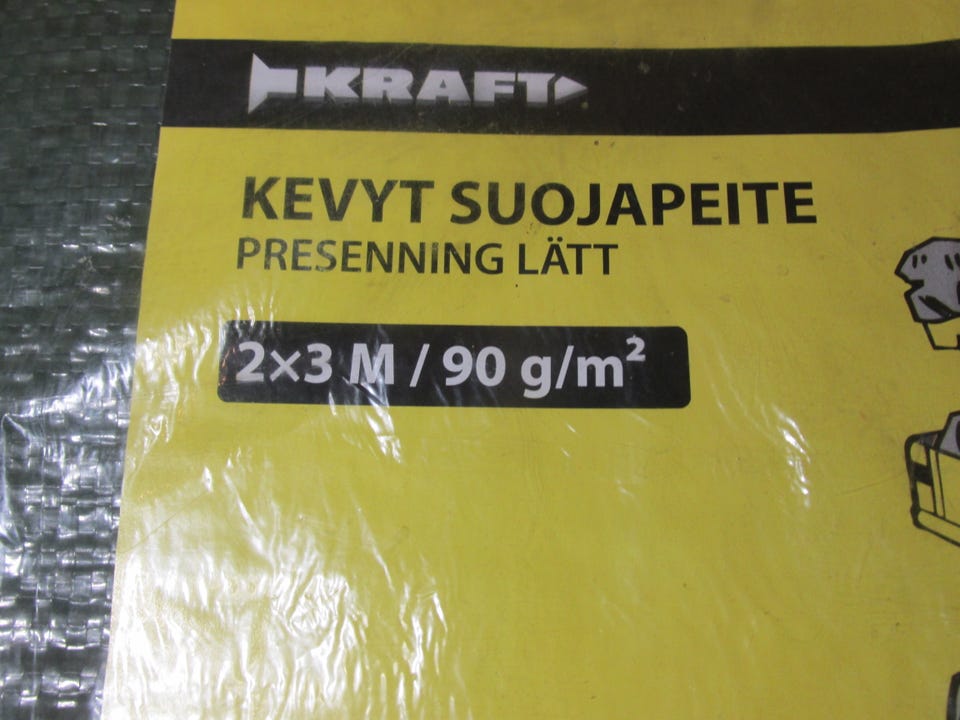 KRAFT
KEVYT SUOJAPEITE
PRESENNING LÄTT
2×3 M / 90 g/m²